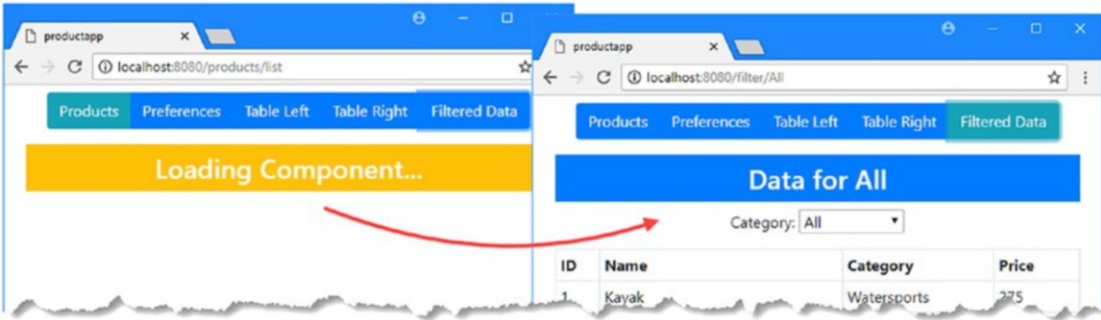 productapp
localhost:8080/products/list
Products Preferences Table Left Table Right Filtered Data
Loading Component...
productapp
localhost:8080/filter/All
Products Preferences Table Left Table Right Filtered Data
Data for All
Category: All
ID Name Category Price
1 Kayak Watersports 275